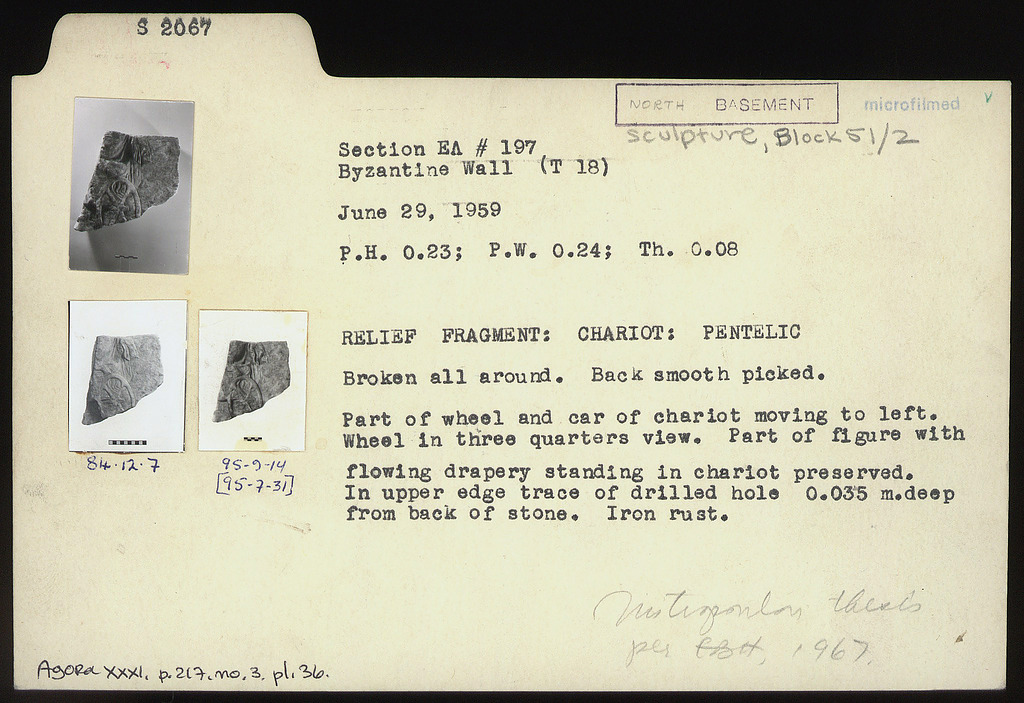 S 2067
NORTH BASEMENT
microfilmed
sculpture, Block 51/2
Section EA # 197
Byzantine Wall (T 18)
June 29, 1959
P.H. 0.23; P.W. 0.24; Th. 0.08
RELIEF FRAGMENT: CHARIOT: PENTELIC
Broken all around. Back smooth picked.
Part of wheel and car of chariot moving to left.
Wheel in three quarters view. Part of figure with
flowing drapery standing in chariot preserved.
In upper edge trace of drilled hole 0.035 m.deep
from back of stone. Iron rust.
84.12.7
95-9-14
[95-7-31]
thesis
per EBH, 1967.
Agora XXXI. p.217. no.3. pl.36.